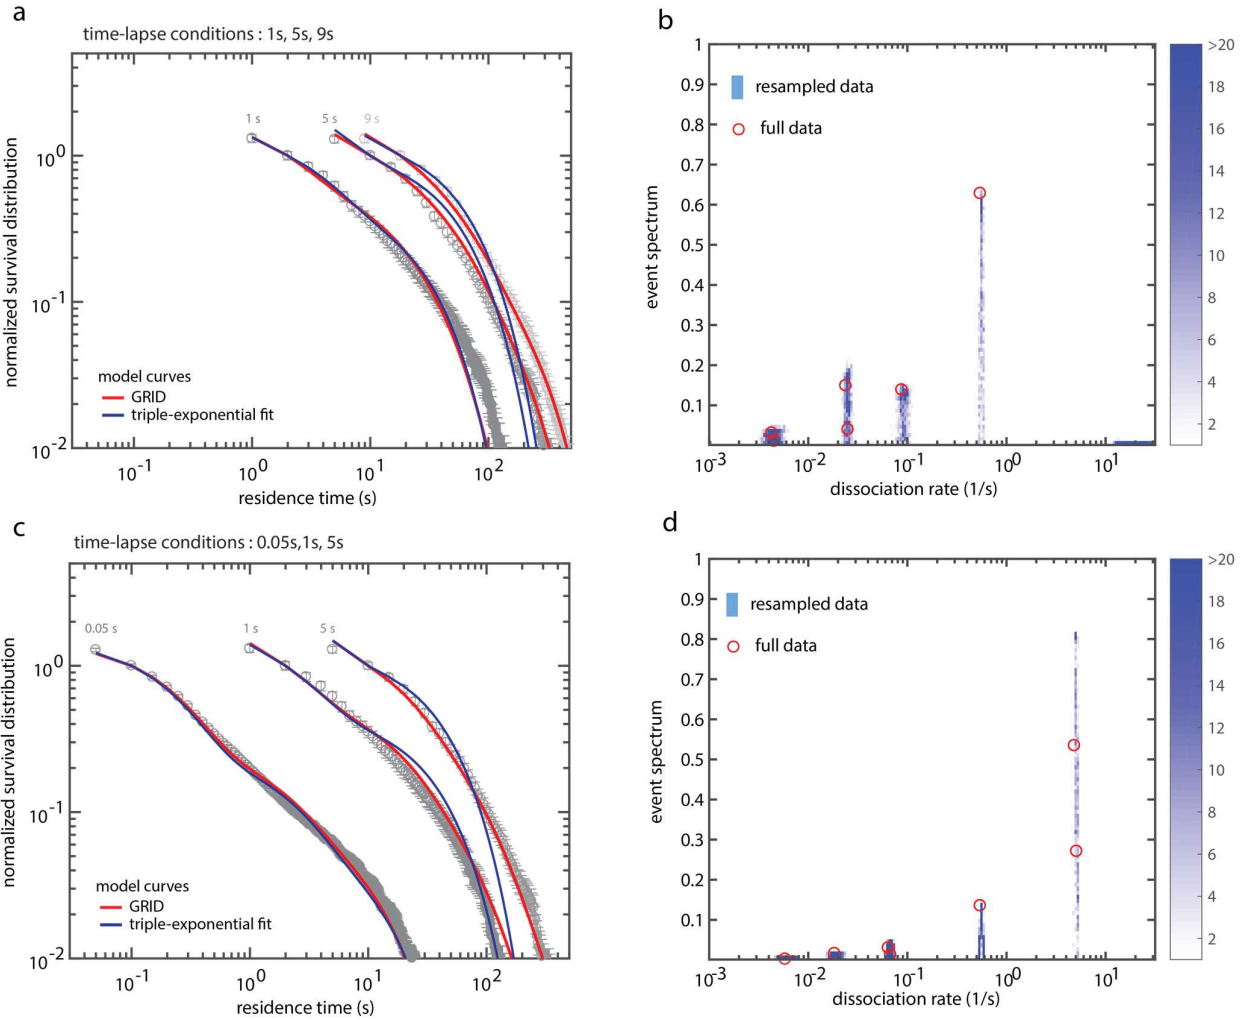 a
time-lapse conditions : 1s, 5s, 9s
normalized survival distribution
10^0
10^-1
10^-2
1 s
5 s
9 s
model curves
GRID
triple-exponential fit
10^-1
10^0
10^1
10^2
residence time (s)
b
event spectrum
1
0.9
0.8
0.7
0.6
0.5
0.4
0.3
0.2
0.1
resampled data
full data
10^-3
10^-2
10^-1
10^0
10^1
dissociation rate (1/s)
>20
18
16
14
12
10
8
6
4
2
c
time-lapse conditions : 0.05s,1s, 5s
normalized survival distribution
10^0
10^-1
10^-2
0.05 s
1 s
5 s
model curves
GRID
triple-exponential fit
10^-1
10^0
10^1
10^2
residence time (s)
d
event spectrum
1
0.9
0.8
0.7
0.6
0.5
0.4
0.3
0.2
0.1
resampled data
full data
10^-3
10^-2
10^-1
10^0
10^1
dissociation rate (1/s)
>20
18
16
14
12
10
8
6
4
2